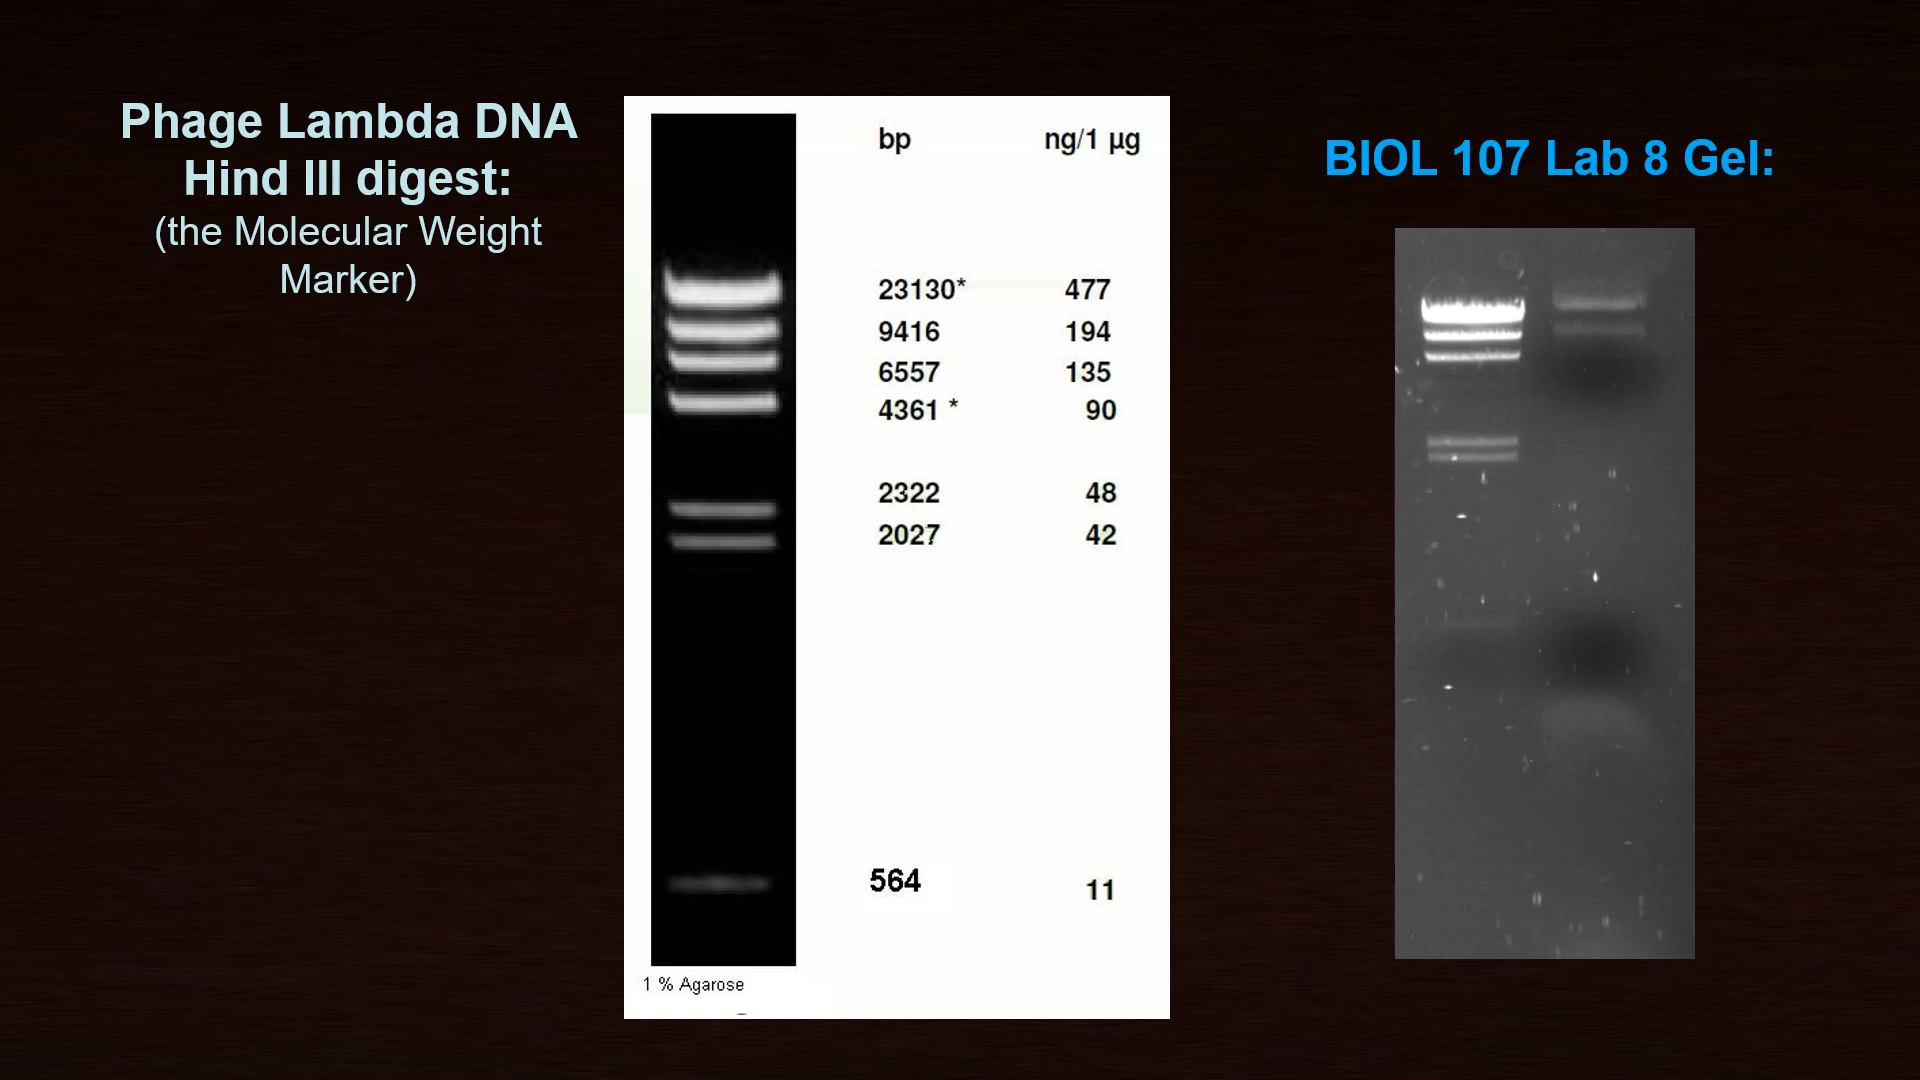 Phage Lambda DNA
Hind III digest:
(the Molecular Weight
Marker)
bp ng/1 µg
23130* 477
9416 194
6557 135
4361 * 90
2322 48
2027 42
564 11
1 % Agarose
BIOL 107 Lab 8 Gel: